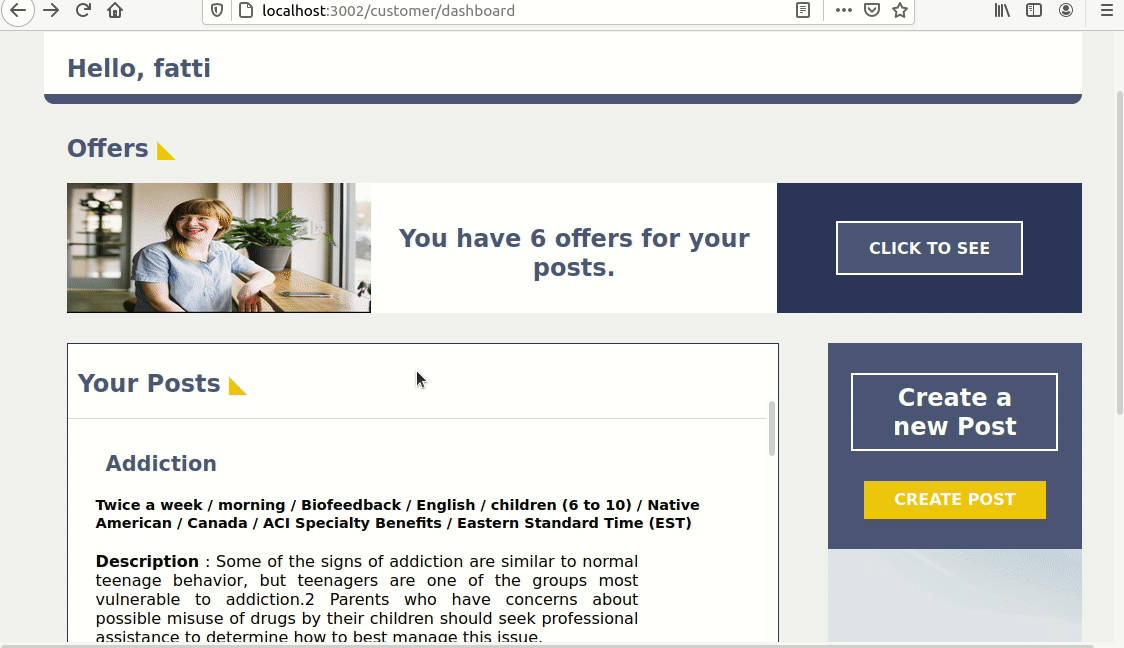 localhost:3002/customer/dashboard
Hello, fatti
Offers
You have 6 offers for your
posts.
CLICK TO SEE
Your Posts
Addiction
Twice a week / morning / Biofeedback / English / children (6 to 10) / Native
American / Canada / ACI Specialty Benefits / Eastern Standard Time (EST)
Description : Some of the signs of addiction are similar to normal
teenage behavior, but teenagers are one of the groups most
vulnerable to addiction.2 Parents who have concerns about
possible misuse of drugs by their children should seek professional
assistance to determine how to best manage this issue.
Create a
new Post
CREATE POST